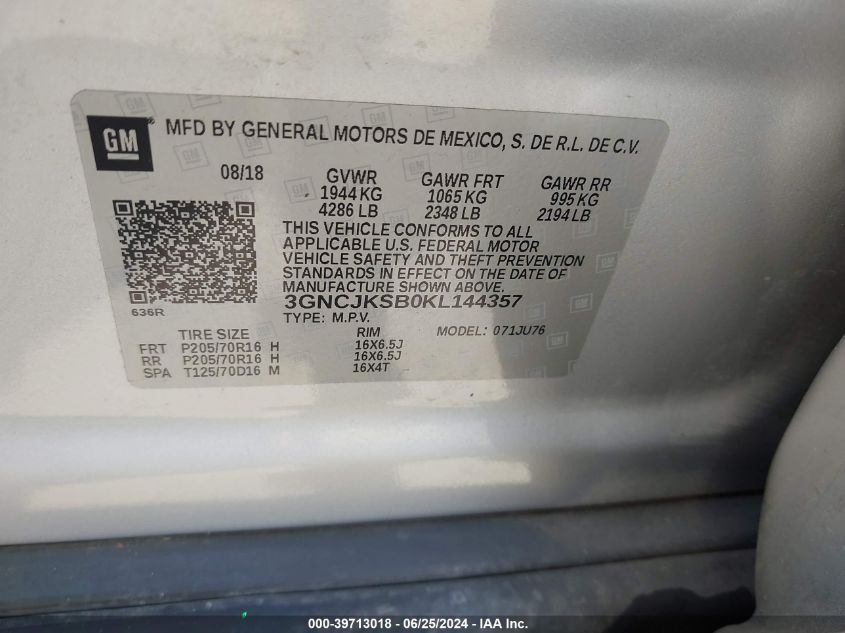 GM
MFD BY GENERAL MOTORS DE MEXICO, S. DE R.L. DE C.V.
08/18 GVWR GAWR FRT GAWR RR
1944 KG 1065 KG 995 KG
4286 LB 2348 LB 2194 LB
THIS VEHICLE CONFORMS TO ALL
APPLICABLE U.S. FEDERAL MOTOR
VEHICLE SAFETY AND THEFT PREVENTION
STANDARDS IN EFFECT ON THE DATE OF
MANUFACTURE SHOWN ABOVE.
3GNCJKSB0KL144357
636R
TYPE: M.P.V. MODEL: 071JU76
TIRE SIZE RIM
FRT P205/70R16 H 16X6.5J
RR P205/70R16 H 16X6.5J
SPA T125/70D16 M 16X4T
000-39713018 - 06/25/2024 - IAA Inc.